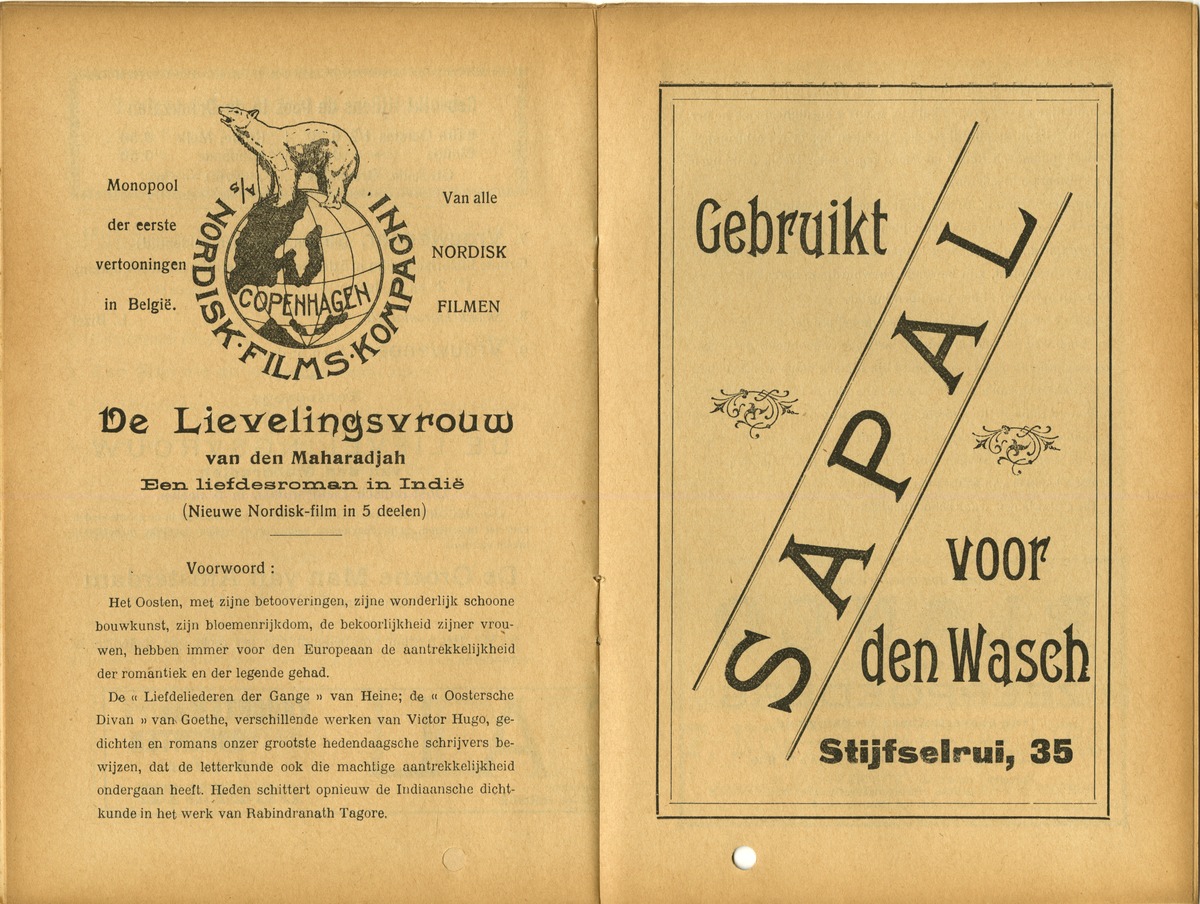 Monopool
der eerste
vertooningen
in België.
A/S NORDISK·FILMS·KOMPAGNI.
COPENHAGEN
Van alle
NORDISK
FILMEN
De Lievelingsvrouw
van den Maharadjah
Een liefdesroman in Indië
(Nieuwe Nordisk-film in 5 deelen)
Voorwoord :
Het Oosten, met zijne betooveringen, zijne wonderlijk schoone
bouwkunst, zijn bloemenrijkdom, de bekoorlijkheid zijner vrou-
wen, hebben immer voor den Europeaan de aantrekkelijkheid
der romantiek en der legende gehad.
De « Liefdeliederen der Gange » van Heine; de « Oostersche
Divan » van Goethe, verschillende werken van Victor Hugo, ge-
dichten en romans onzer grootste hedendaagsche schrijvers be-
wijzen, dat de letterkunde ook die machtige aantrekkelijkheid
ondergaan heeft. Heden schittert opnieuw de Indiaansche dicht-
kunde in het werk van Rabindranath Tagore.
Gebruikt
SAPAL
voor
den Wasch
Stijfselrui, 35